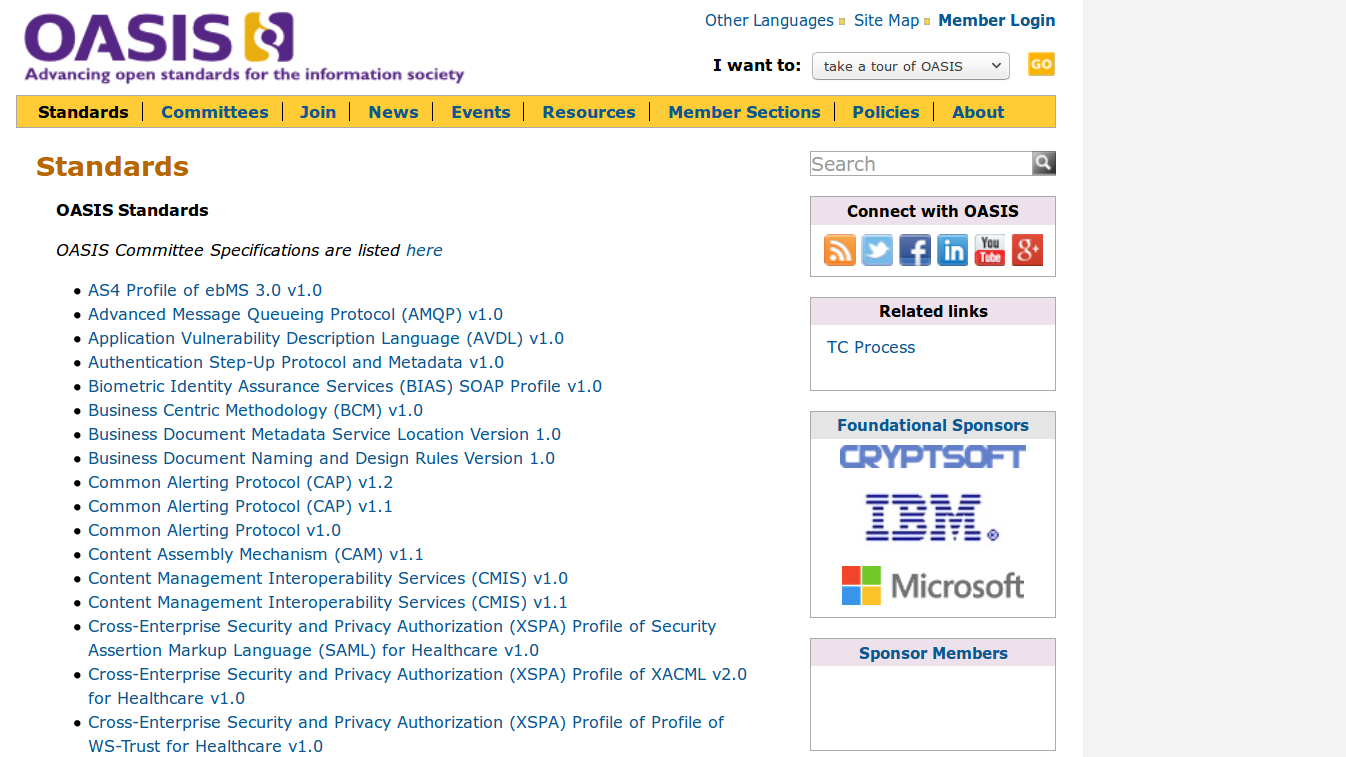 OASIS
Advancing open standards for the information society
Other Languages Site Map Member Login
I want to: take a tour of OASIS GO
Standards Committees Join News Events Resources Member Sections Policies About
Standards
OASIS Standards
OASIS Committee Specifications are listed here
AS4 Profile of ebMS 3.0 v1.0
Advanced Message Queueing Protocol (AMQP) v1.0
Application Vulnerability Description Language (AVDL) v1.0
Authentication Step-Up Protocol and Metadata v1.0
Biometric Identity Assurance Services (BIAS) SOAP Profile v1.0
Business Centric Methodology (BCM) v1.0
Business Document Metadata Service Location Version 1.0
Business Document Naming and Design Rules Version 1.0
Common Alerting Protocol (CAP) v1.2
Common Alerting Protocol (CAP) v1.1
Common Alerting Protocol v1.0
Content Assembly Mechanism (CAM) v1.1
Content Management Interoperability Services (CMIS) v1.0
Content Management Interoperability Services (CMIS) v1.1
Cross-Enterprise Security and Privacy Authorization (XSPA) Profile of Security
Assertion Markup Language (SAML) for Healthcare v1.0
Cross-Enterprise Security and Privacy Authorization (XSPA) Profile of XACML v2.0
for Healthcare v1.0
Cross-Enterprise Security and Privacy Authorization (XSPA) Profile of Profile of
WS-Trust for Healthcare v1.0
Search
Connect with OASIS
f in You Tube g+
Related links
TC Process
Foundational Sponsors
CRYPTSOFT
IBM®
Microsoft
Sponsor Members